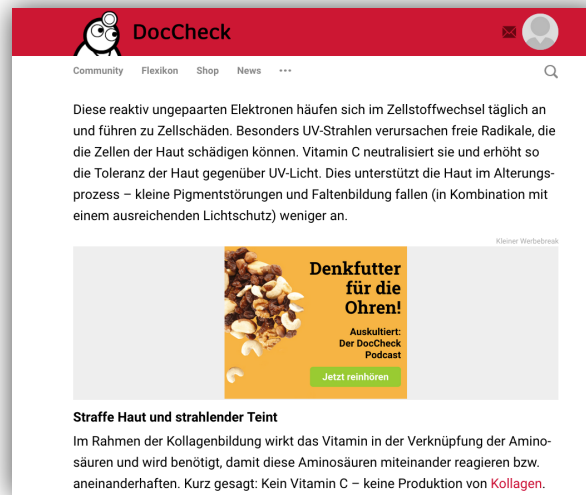 DocCheck
Community Flexikon Shop News
Diese reaktiv ungepaarten Elektronen häufen sich im Zellstoffwechsel täglich an
und führen zu Zellschäden. Besonders UV-Strahlen verursachen freie Radikale, die
die Zellen der Haut schädigen können. Vitamin C neutralisiert sie und erhöht so
die Toleranz der Haut gegenüber UV-Licht. Dies unterstützt die Haut im Alterungs-
prozess – kleine Pigmentstörungen und Faltenbildung fallen (in Kombination mit
einem ausreichenden Lichtschutz) weniger an.
Kleiner Werbebreak
Denkfutter
für die
Ohren!
Auskultiert:
Der DocCheck
Podcast
Jetzt reinhören
Straffe Haut und strahlender Teint
Im Rahmen der Kollagenbildung wirkt das Vitamin in der Verknüpfung der Amino-
säuren und wird benötigt, damit diese Aminosäuren miteinander reagieren bzw.
aneinanderhaften. Kurz gesagt: Kein Vitamin C – keine Produktion von Kollagen.